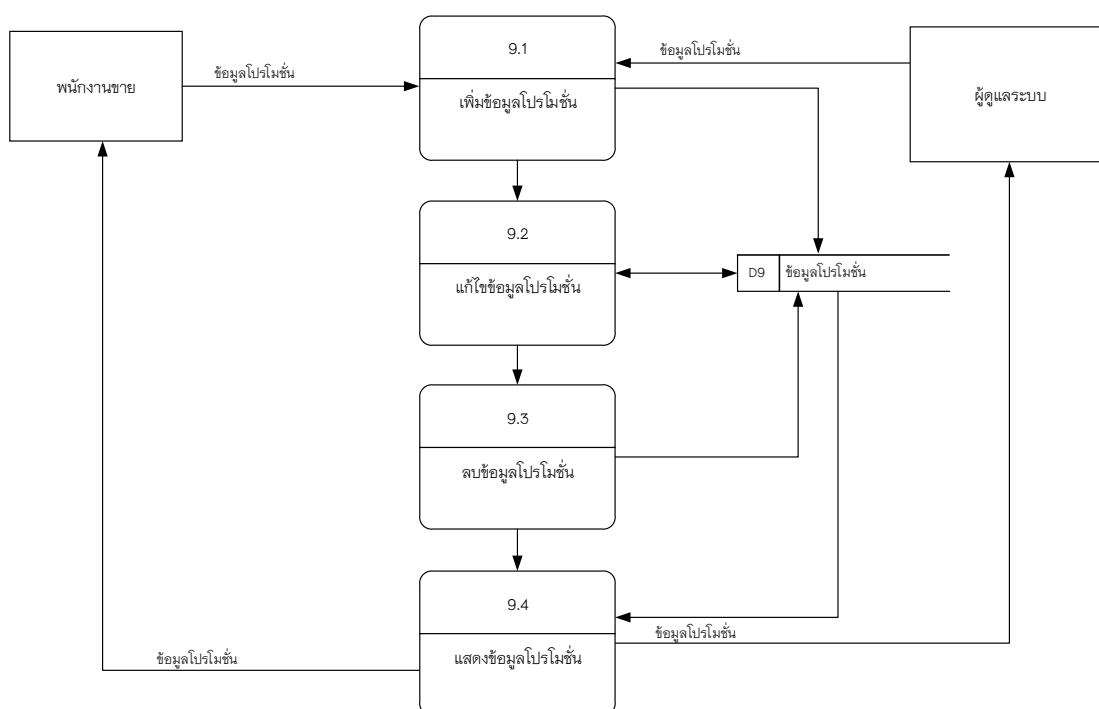 9.1
ข้อมูลโปรโมชั่น
ข้อมูลโปรโมชั่น
พนักงานขาย
ผู้ดูแลระบบ
เพิ่มข้อมูลโปรโมชั่น
9.2
D9 ข้อมูลโปรโมชั่น
แก้ไขข้อมูลโปรโมชั่น
9.3
ลบข้อมูลโปรโมชั่น
9.4
ข้อมูลโปรโมชั่น
ข้อมูลโปรโมชั่น
แสดงข้อมูลโปรโมชั่น